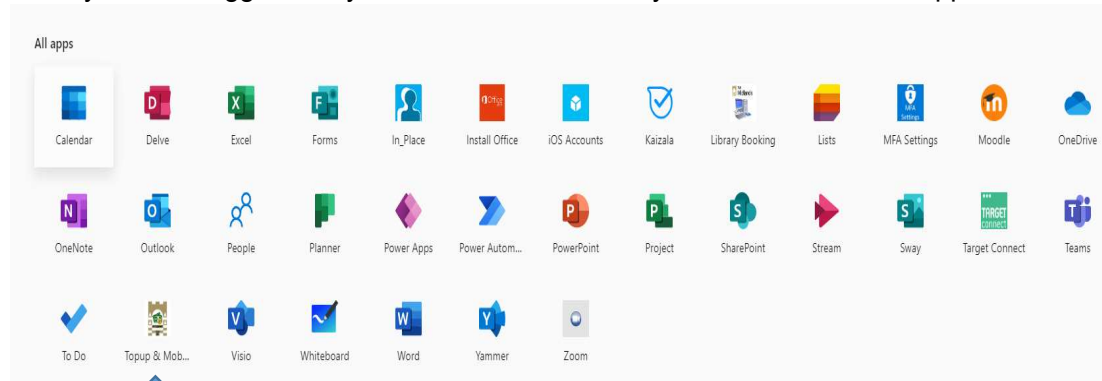 All apps
Calendar Delve Excel Forms In_Place Install Office iOS Accounts Kaizala Library Booking Lists MFA Settings Moodle OneDrive
OneNote Outlook People Planner Power Apps Power Autom... PowerPoint Project SharePoint Stream Sway Target Connect Teams
To Do Topup & Mob... Visio Whiteboard Word Yammer Zoom